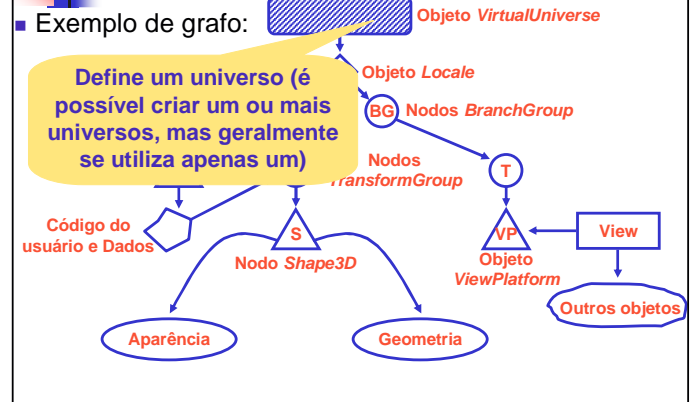 Exemplo de grafo:
Objeto VirtualUniverse
Define um universo (é
possível criar um ou mais
universos, mas geralmente
se utiliza apenas um)
Objeto Locale
BG Nodos BranchGroup
Nodos
TransformGroup
T
Código do
usuário e Dados
S
Nodo Shape3D
VP
Objeto
ViewPlatform
View
Outros objetos
Aparência
Geometria